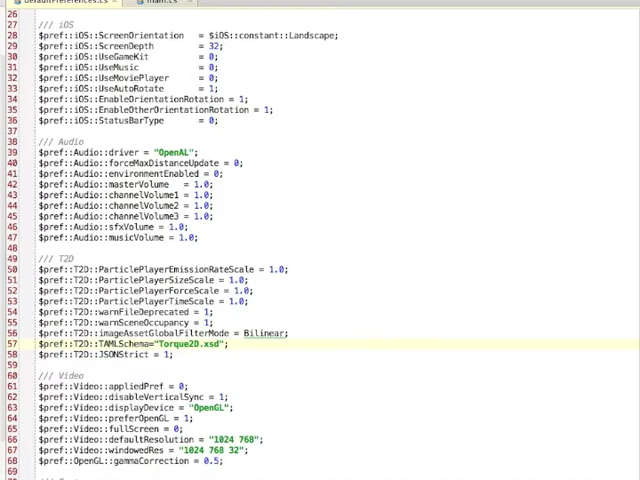 defaultPreferences.cs main.cs
26
27 /// iOS
28 $pref::iOS::ScreenOrientation = $iOS::constant::Landscape;
29 $pref::iOS::ScreenDepth = 32;
30 $pref::iOS::UseGameKit = 0;
31 $pref::iOS::UseMusic = 0;
32 $pref::iOS::UseMoviePlayer = 0;
33 $pref::iOS::UseAutoRotate = 1;
34 $pref::iOS::EnableOrientationRotation = 1;
35 $pref::iOS::EnableOtherOrientationRotation = 1;
36 $pref::iOS::StatusBarType = 0;
37
38 /// Audio
39 $pref::Audio::driver = "OpenAL";
40 $pref::Audio::forceMaxDistanceUpdate = 0;
41 $pref::Audio::environmentEnabled = 0;
42 $pref::Audio::masterVolume = 1.0;
43 $pref::Audio::channelVolume1 = 1.0;
44 $pref::Audio::channelVolume2 = 1.0;
45 $pref::Audio::channelVolume3 = 1.0;
46 $pref::Audio::sfxVolume = 1.0;
47 $pref::Audio::musicVolume = 1.0;
48
49 /// T2D
50 $pref::T2D::ParticlePlayerEmissionRateScale = 1.0;
51 $pref::T2D::ParticlePlayerSizeScale = 1.0;
52 $pref::T2D::ParticlePlayerForceScale = 1.0;
53 $pref::T2D::ParticlePlayerTimeScale = 1.0;
54 $pref::T2D::warnFileDeprecated = 1;
55 $pref::T2D::warnSceneOccupancy = 1;
56 $pref::T2D::imageAssetGlobalFilterMode = Bilinear;
57 $pref::T2D::TAMLSchema="Torque2D.xsd";
58 $pref::T2D::JSONStrict = 1;
59
60 /// Video
61 $pref::Video::appliedPref = 0;
62 $pref::Video::disableVerticalSync = 1;
63 $pref::Video::displayDevice = "OpenGL";
64 $pref::Video::preferOpenGL = 1;
65 $pref::Video::fullScreen = 0;
66 $pref::Video::defaultResolution = "1024 768";
67 $pref::Video::windowedRes = "1024 768 32";
68 $pref::OpenGL::gammaCorrection = 0.5;
69